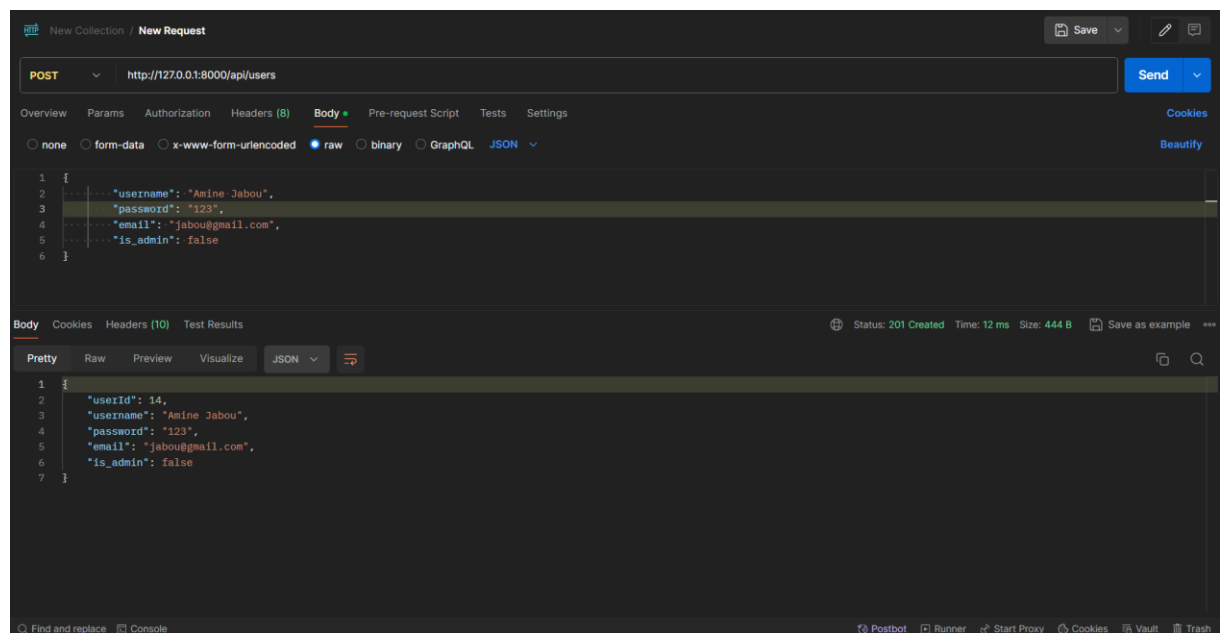 HTTP New Collection / New Request Save
POST http://127.0.0.1:8000/api/users Send
Overview Params Authorization Headers (8) Body Pre-request Script Tests Settings Cookies
none form-data x-www-form-urlencoded raw binary GraphQL JSON Beautify
1 {
2 "username": "Amine Jabou",
3 "password": "123",
4 "email": "jabou@gmail.com",
5 "is_admin": false
6 }
Body Cookies Headers (10) Test Results Status: 201 Created Time: 12 ms Size: 444 B Save as example
Pretty Raw Preview Visualize JSON
1 {
2 "userId": 14,
3 "username": "Amine Jabou",
4 "password": "123",
5 "email": "jabou@gmail.com",
6 "is_admin": false
7 }
Find and replace Console Postbot Runner Start Proxy Cookies Vault Trash